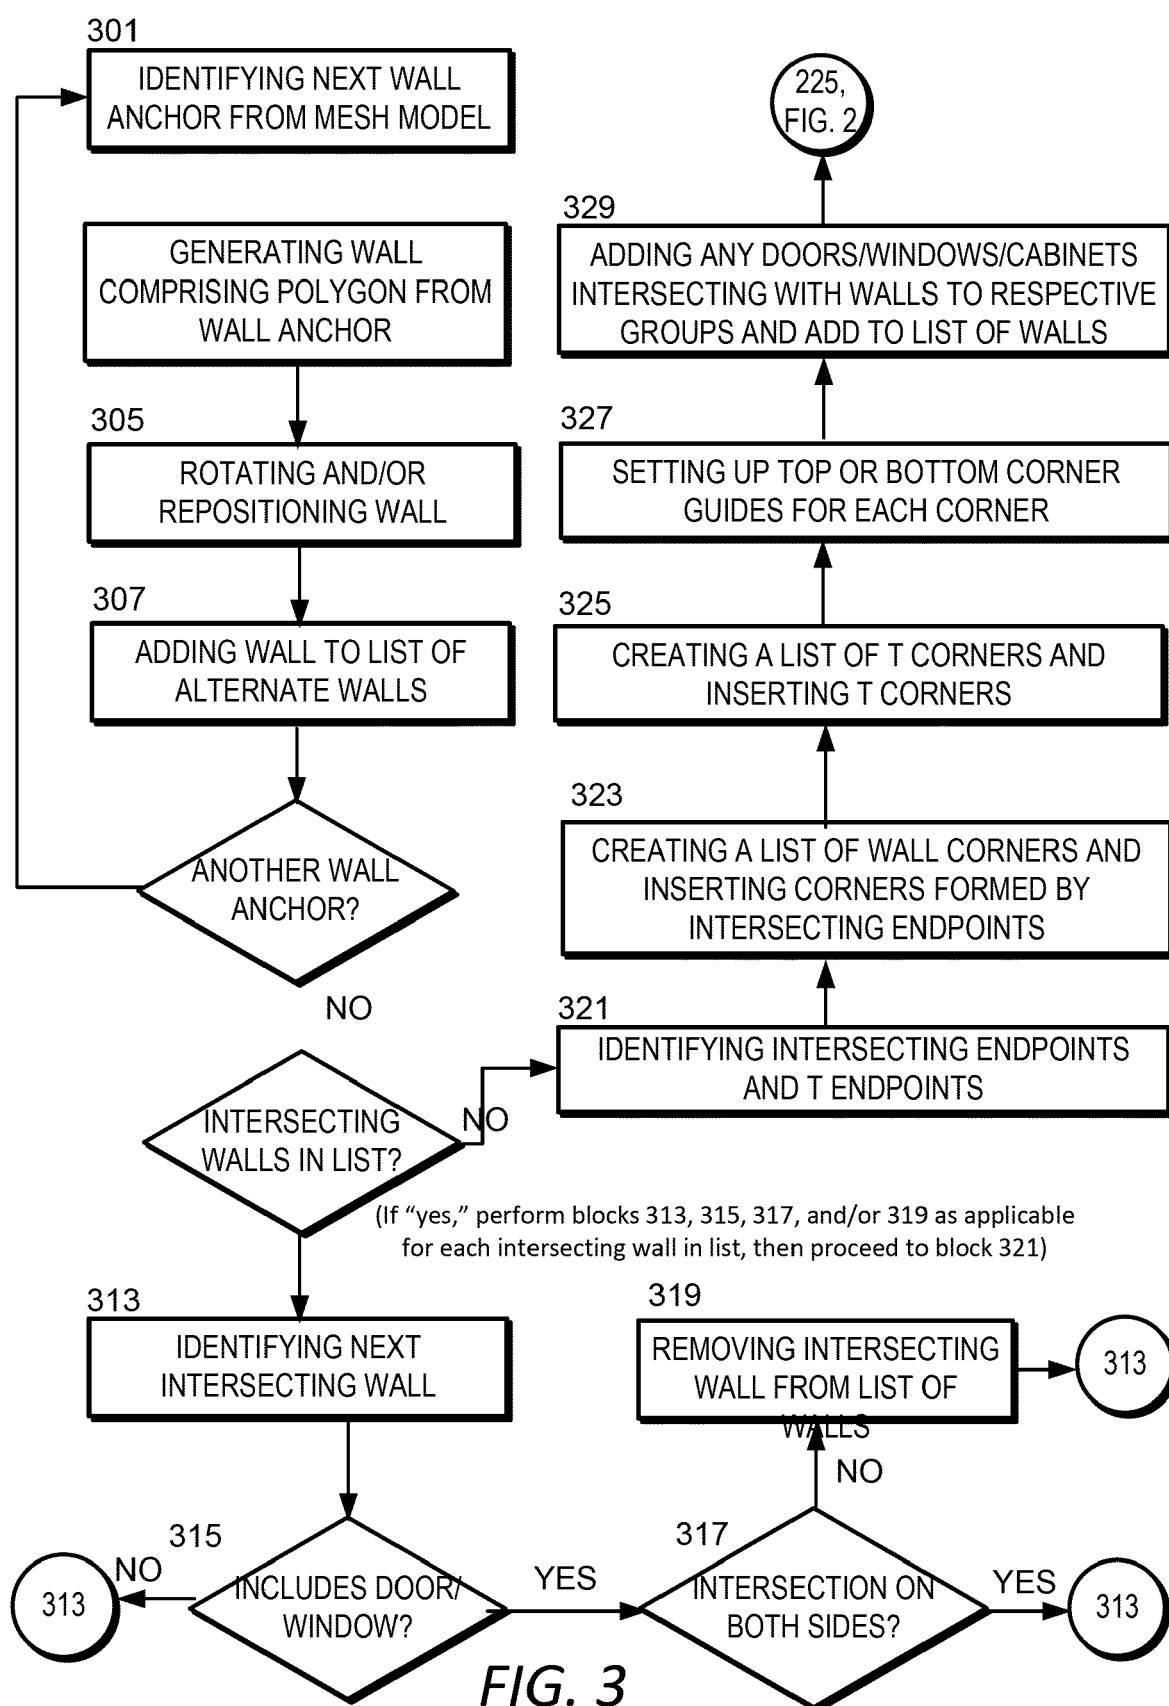 301
IDENTIFYING NEXT WALL
ANCHOR FROM MESH MODEL
GENERATING WALL
COMPRISING POLYGON FROM
WALL ANCHOR
305
ROTATING AND/OR
REPOSITIONING WALL
307
ADDING WALL TO LIST OF
ALTERNATE WALLS
ANOTHER WALL
ANCHOR?
NO
INTERSECTING
WALLS IN LIST?
NO
225,
FIG. 2
329
ADDING ANY DOORS/WINDOWS/CABINETS
INTERSECTING WITH WALLS TO RESPECTIVE
GROUPS AND ADD TO LIST OF WALLS
327
SETTING UP TOP OR BOTTOM CORNER
GUIDES FOR EACH CORNER
325
CREATING A LIST OF T CORNERS AND
INSERTING T CORNERS
323
CREATING A LIST OF WALL CORNERS AND
INSERTING CORNERS FORMED BY
INTERSECTING ENDPOINTS
321
IDENTIFYING INTERSECTING ENDPOINTS
AND T ENDPOINTS
(If “yes,” perform blocks 313, 315, 317, and/or 319 as applicable
for each intersecting wall in list, then proceed to block 321)
313
IDENTIFYING NEXT
INTERSECTING WALL
319
REMOVING INTERSECTING
WALL FROM LIST OF
WALLS
313
NO
315
INCLUDES DOOR/
WINDOW?
NO
313
YES
317
INTERSECTION ON
BOTH SIDES?
YES
313
FIG. 3